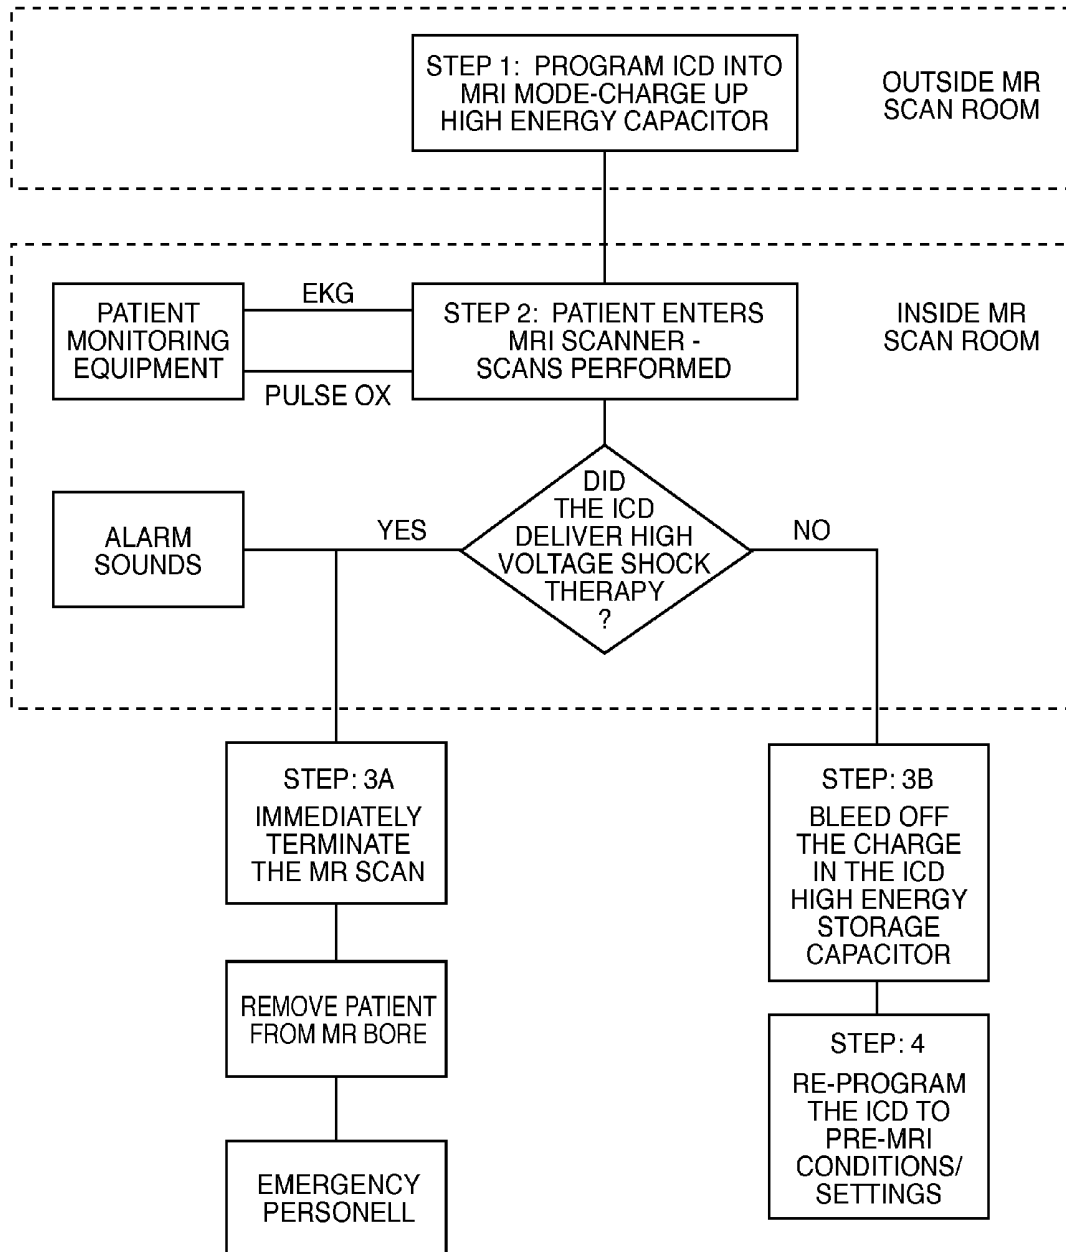 STEP 1: PROGRAM ICD INTO
MRI MODE-CHARGE UP
HIGH ENERGY CAPACITOR
OUTSIDE MR
SCAN ROOM
PATIENT
MONITORING
EQUIPMENT
EKG
PULSE OX
STEP 2: PATIENT ENTERS
MRI SCANNER -
SCANS PERFORMED
INSIDE MR
SCAN ROOM
ALARM
SOUNDS
YES
DID
THE ICD
DELIVER HIGH
VOLTAGE SHOCK
THERAPY
?
NO
STEP: 3A
IMMEDIATELY
TERMINATE
THE MR SCAN
REMOVE PATIENT
FROM MR BORE
EMERGENCY
PERSONELL
STEP: 3B
BLEED OFF
THE CHARGE
IN THE ICD
HIGH ENERGY
STORAGE
CAPACITOR
STEP: 4
RE-PROGRAM
THE ICD TO
PRE-MRI
CONDITIONS/
SETTINGS